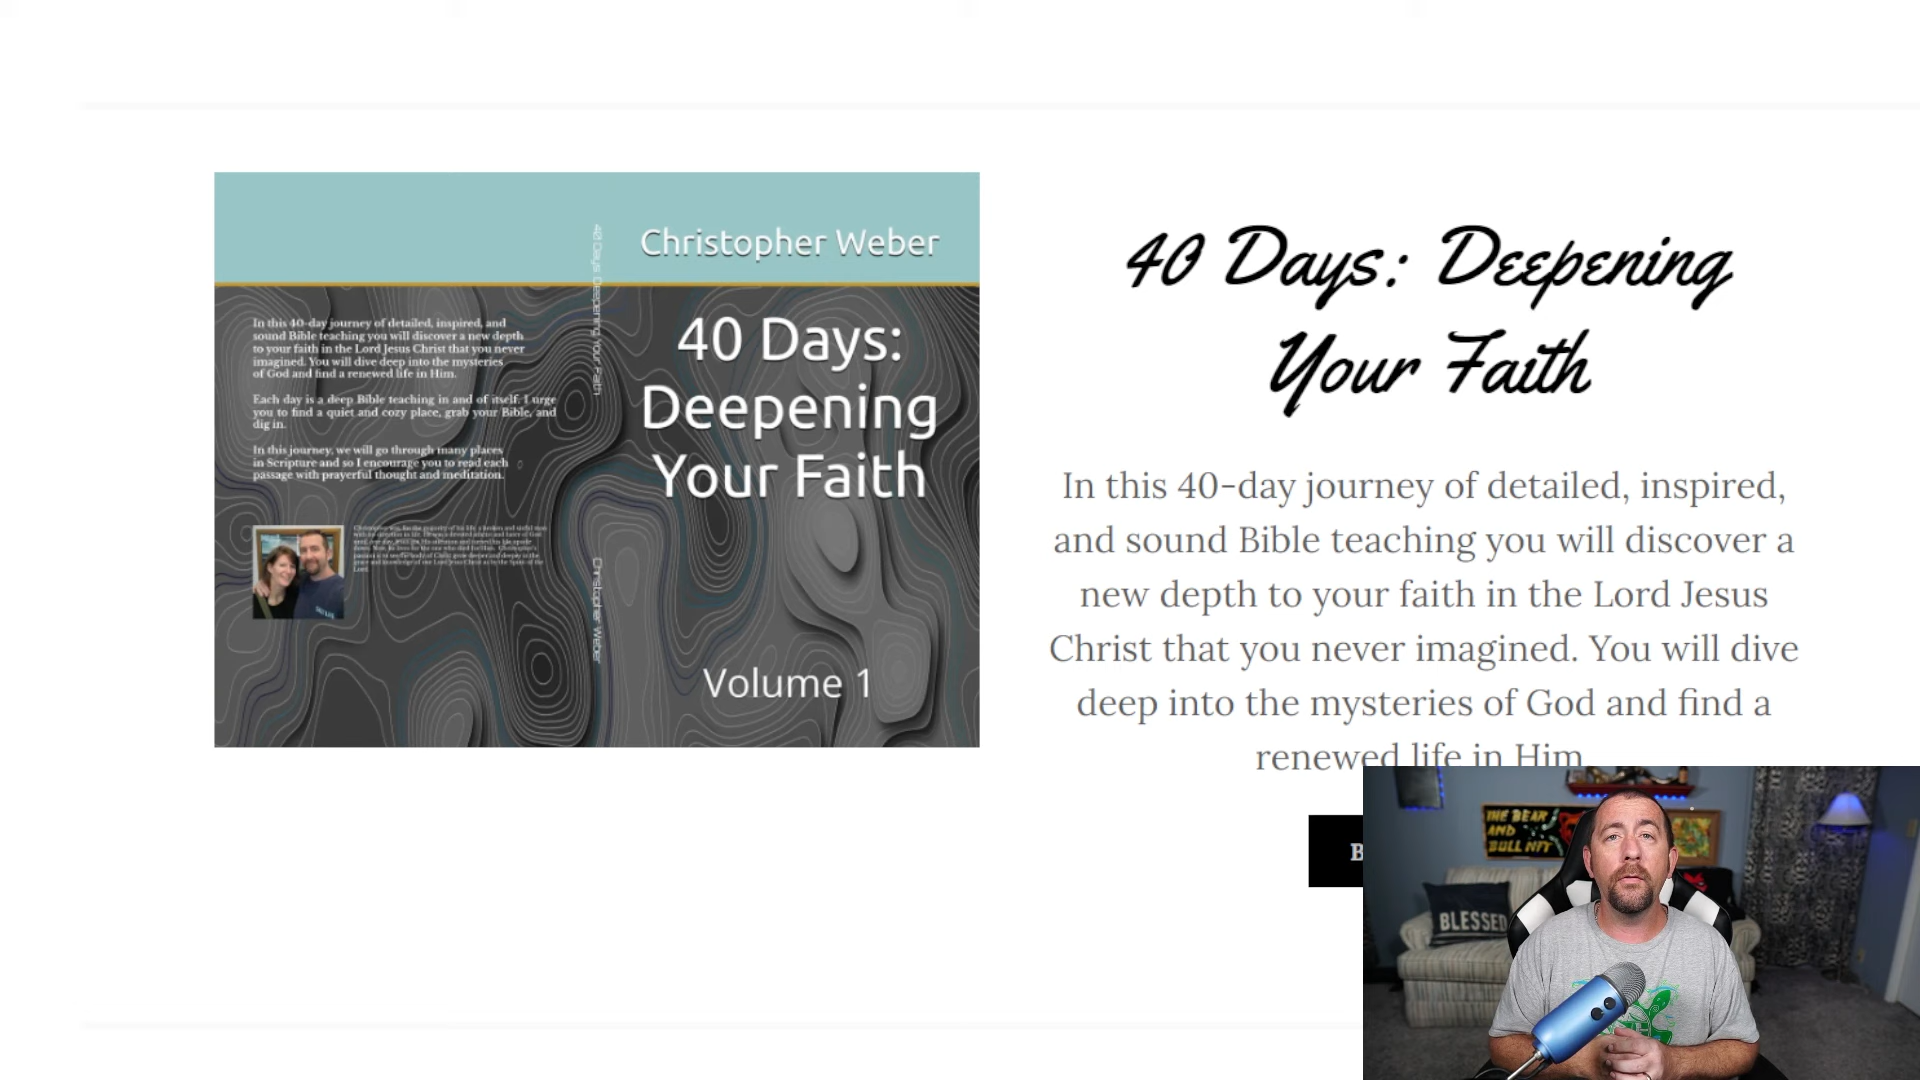 Christopher Weber
40 Days:
Deepening
Your Faith
Volume 1
40 Days Deepening Your Faith
Christopher Weber
In this 40-day journey of detailed, inspired, and
sound Bible teaching you will discover a new depth
to your faith in the Lord Jesus Christ that you never
imagined. You will dive deep into the mysteries
of God and find a renewed life in Him.
Each day is a deep Bible teaching in and of itself. I urge
you to find a quiet and cozy place, grab your Bible, and
dig in.
In this journey, we will go through many places
in Scripture and so I encourage you to read each
passage with prayerful thought and meditation.
40 Days: Deepening
Your Faith
In this 40-day journey of detailed, inspired,
and sound Bible teaching you will discover a
new depth to your faith in the Lord Jesus
Christ that you never imagined. You will dive
deep into the mysteries of God and find a
renewed life in Him
THE BEAR
AND
BULL NFT
BLESSED